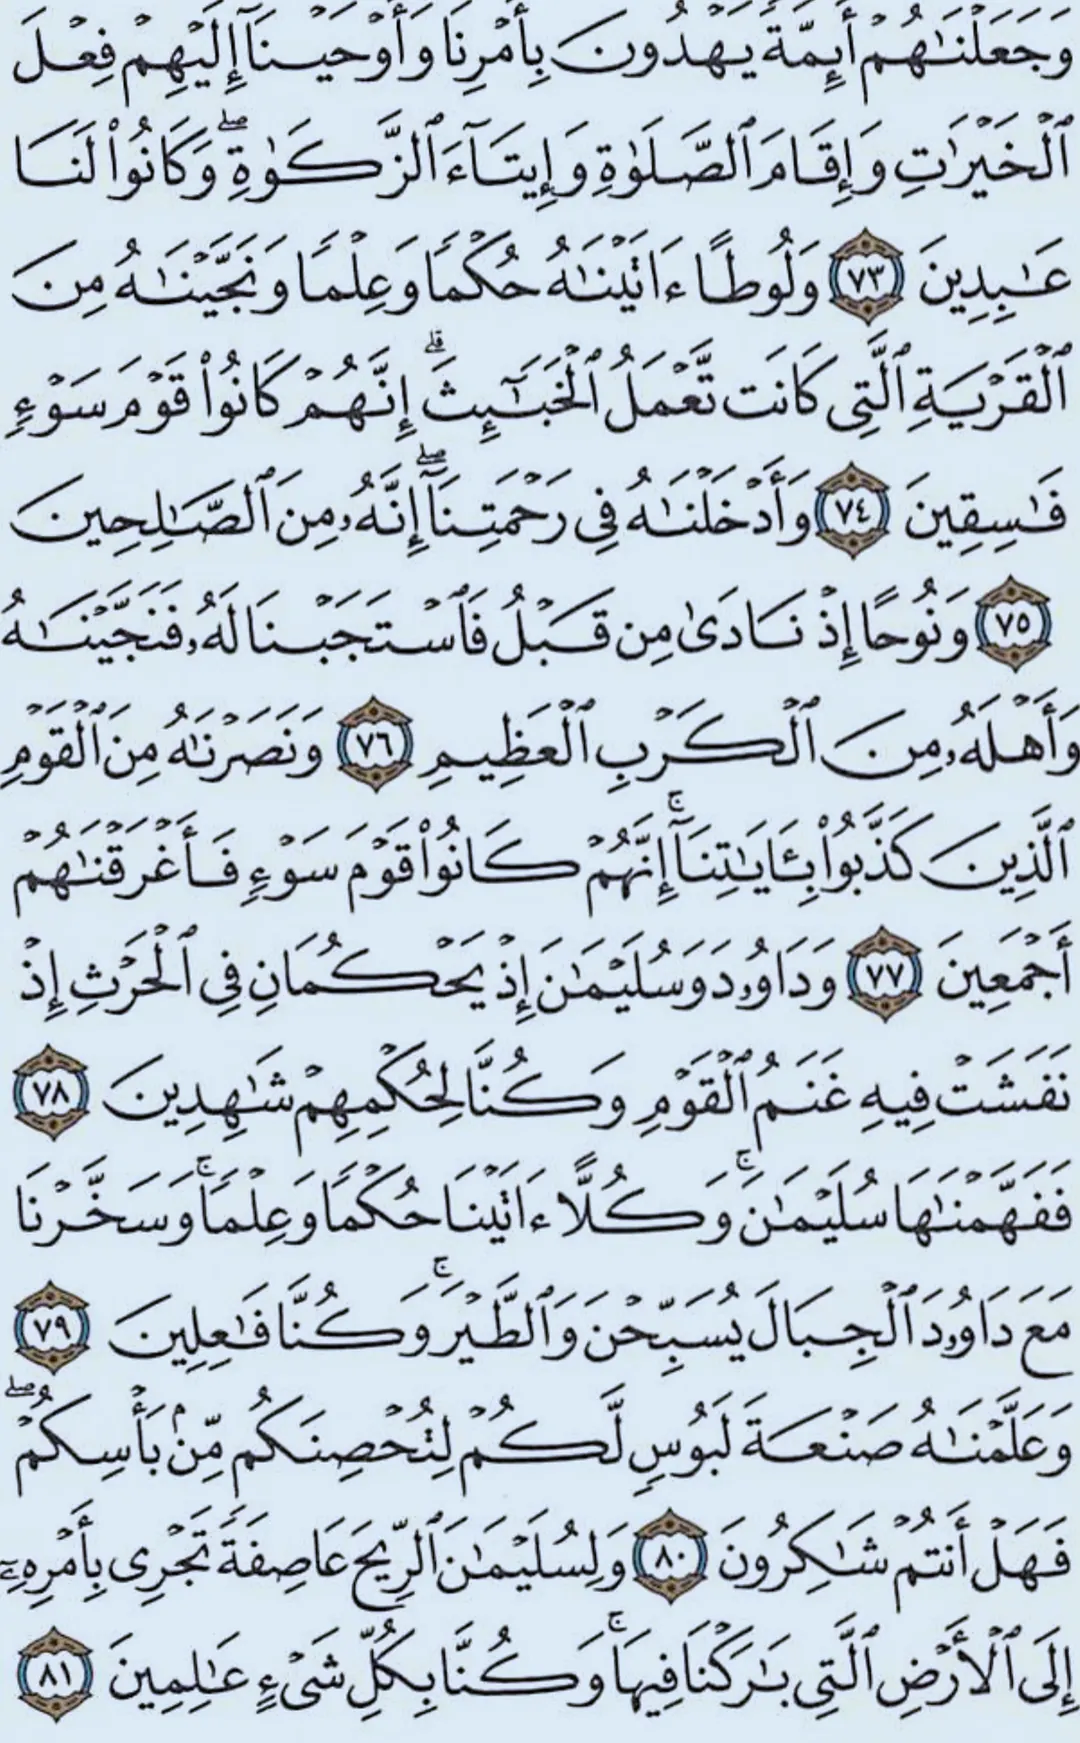 وَجَعَلْنَٰهُمْ أَئِمَّةً يَهْدُونَ بِأَمْرِنَا وَأَوْحَيْنَآ إِلَيْهِمْ فِعْلَ
ٱلْخَيْرَٰتِ وَإِقَامَ ٱلصَّلَوٰةِ وَإِيتَآءَ ٱلزَّكَوٰةِ ۖ وَكَانُوا۟ لَنَا
عَٰبِدِينَ ٧٣ وَلُوطًا ءَاتَيْنَٰهُ حُكْمًا وَعِلْمًا وَنَجَّيْنَٰهُ مِنَ
ٱلْقَرْيَةِ ٱلَّتِى كَانَت تَّعْمَلُ ٱلْخَبَٰٓئِثَ ۗ إِنَّهُمْ كَانُوا۟ قَوْمَ سَوْءٍ
فَٰسِقِينَ ٧٤ وَأَدْخَلْنَٰهُ فِى رَحْمَتِنَآ ۖ إِنَّهُۥ مِنَ ٱلصَّٰلِحِينَ
٧٥ وَنُوحًا إِذْ نَادَىٰ مِن قَبْلُ فَٱسْتَجَبْنَا لَهُۥ فَنَجَّيْنَٰهُ
وَأَهْلَهُۥ مِنَ ٱلْكَرْبِ ٱلْعَظِيمِ ٧٦ وَنَصَرْنَٰهُ مِنَ ٱلْقَوْمِ
ٱلَّذِينَ كَذَّبُوا۟ بِـَٔايَٰتِنَآ ۚ إِنَّهُمْ كَانُوا۟ قَوْمَ سَوْءٍ فَأَغْرَقْنَٰهُمْ
أَجْمَعِينَ ٧٧ وَدَاوُۥدَ وَسُلَيْمَٰنَ إِذْ يَحْكُمَانِ فِى ٱلْحَرْثِ إِذْ
نَفَشَتْ فِيهِ غَنَمُ ٱلْقَوْمِ وَكُنَّا لِحُكْمِهِمْ شَٰهِدِينَ ٧٨
فَفَهَّمْنَٰهَا سُلَيْمَٰنَ ۚ وَكُلًّا ءَاتَيْنَا حُكْمًا وَعِلْمًا ۚ وَسَخَّرْنَا
مَعَ دَاوُۥدَ ٱلْجِبَالَ يُسَبِّحْنَ وَٱلطَّيْرَ ۚ وَكُنَّا فَٰعِلِينَ ٧٩
وَعَلَّمْنَٰهُ صَنْعَةَ لَبُوسٍ لَّكُمْ لِتُحْصِنَكُم مِّنۢ بَأْسِكُمْ ۖ
فَهَلْ أَنتُمْ شَٰكِرُونَ ٨٠ وَلِسُلَيْمَٰنَ ٱلرِّيحَ عَاصِفَةً تَجْرِى بِأَمْرِهِۦٓ
إِلَى ٱلْأَرْضِ ٱلَّتِى بَٰرَكْنَا فِيهَا ۚ وَكُنَّا بِكُلِّ شَىْءٍ عَٰلِمِينَ ٨١